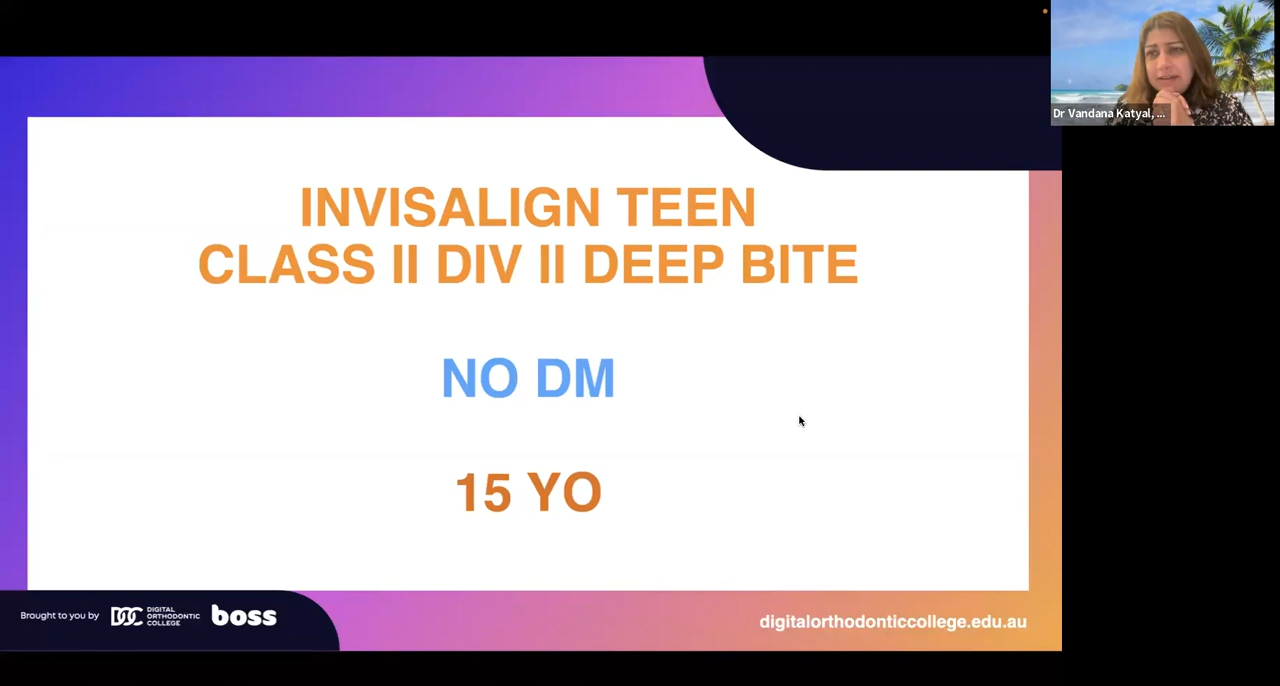 INVISALIGN TEEN
CLASS II DIV II DEEP BITE
NO DM
15 YO
Brought to you by
DOC
DIGITAL
ORTHODONTIC
COLLEGE
boss
digitalorthodonticcollege.edu.au
Dr Vandana Katyal, ...